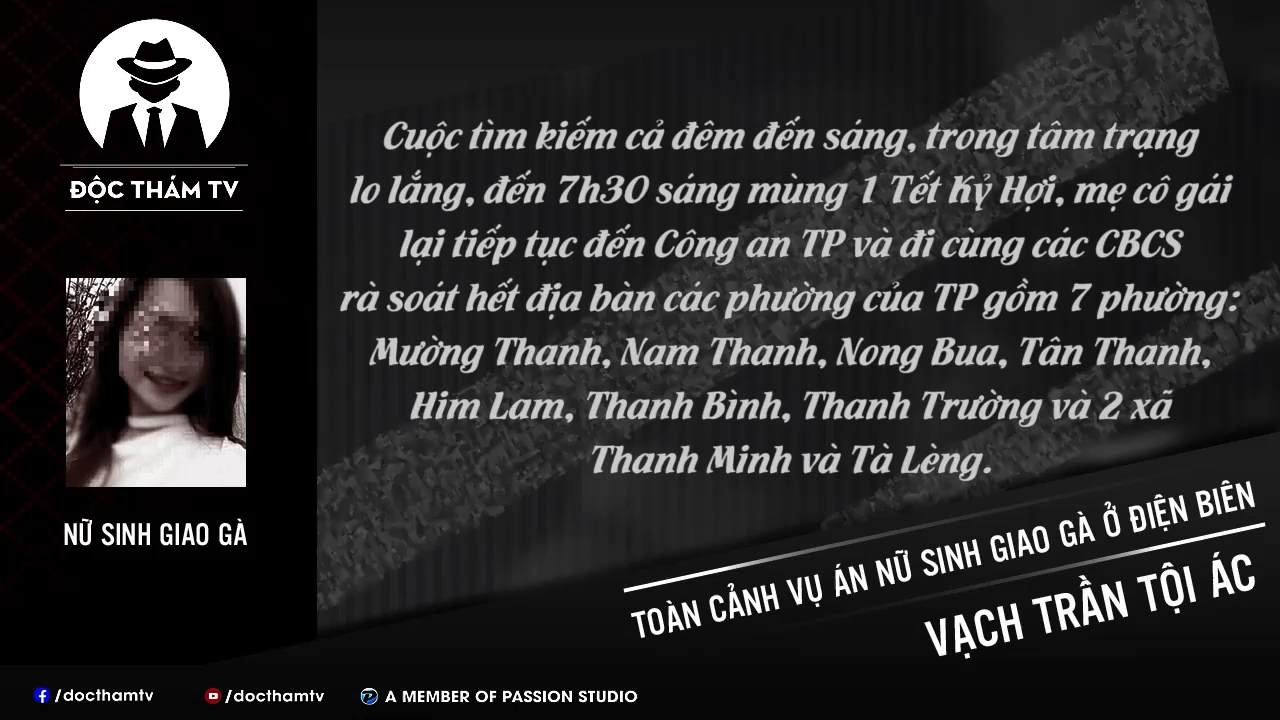 ĐỘC THÁM TV
NỮ SINH GIAO GÀ
Cuộc tìm kiếm cả đêm đến sáng, trong tâm trạng
lo lắng, đến 7h30 sáng mùng 1 Tết Kỷ Hợi, mẹ cô gái
lại tiếp tục đến Công an TP và đi cùng các CBCS
rà soát hết địa bàn các phường của TP gồm 7 phường:
Mường Thanh, Nam Thanh, Nong Bua, Tân Thanh,
Him Lam, Thanh Bình, Thanh Trường và 2 xã
Thanh Minh và Tà Lèng.
TOÀN CẢNH VỤ ÁN NỮ SINH GIAO GÀ Ở ĐIỆN BIÊN
VẠCH TRẦN TỘI ÁC
/docthamtv
/docthamtv
A MEMBER OF PASSION STUDIO